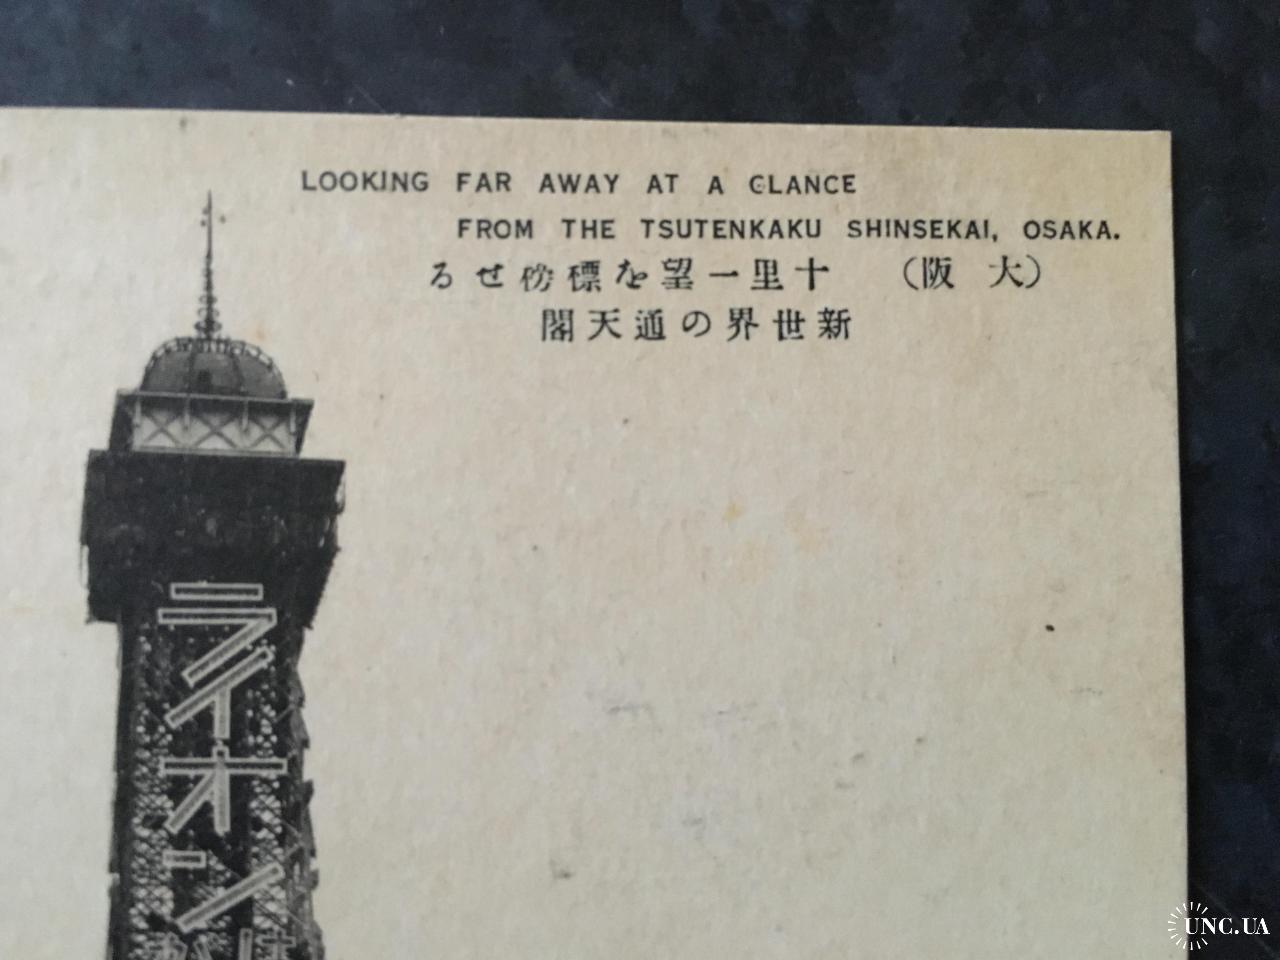 LOOKING FAR AWAY AT A GLANCE
FROM THE TSUTENKAKU SHINSEKAI, OSAKA.
(大阪) 十里一望を標榜せる
新世界の通天閣
ライオン
UNC.UA